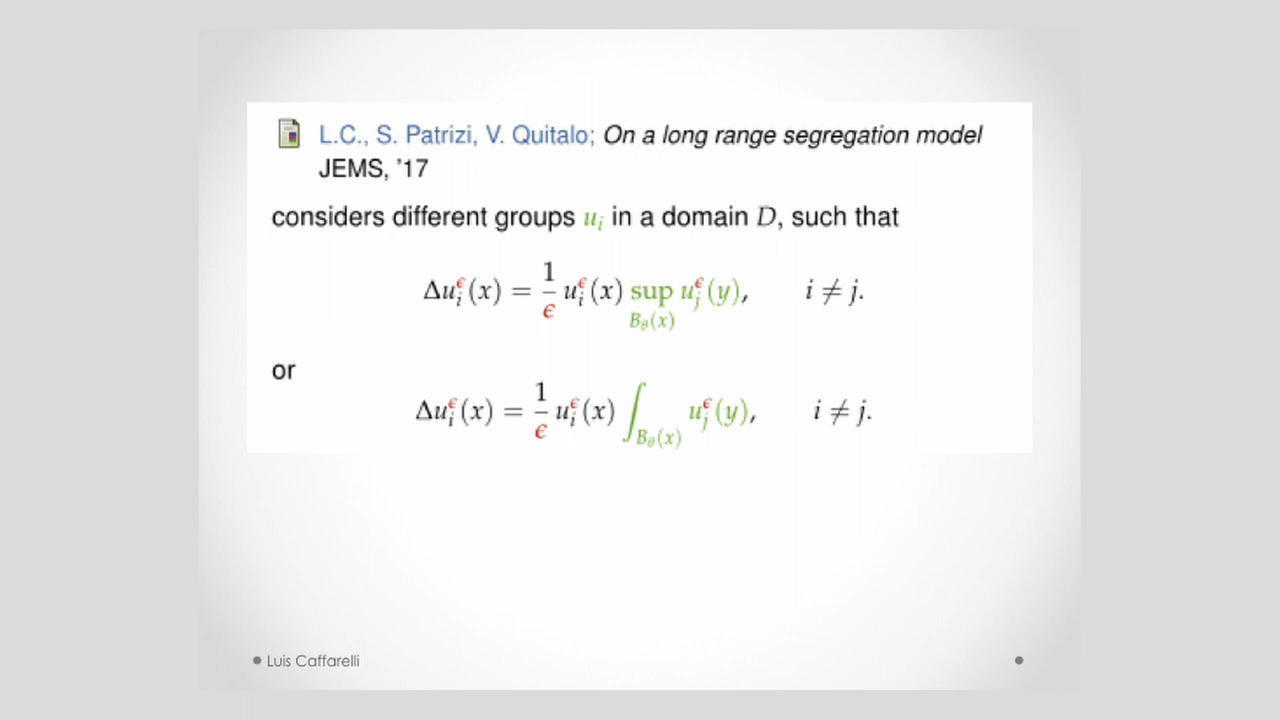 L.C., S. Patrizi, V. Quitalo; On a long range segregation model
JEMS, '17
considers different groups u_i in a domain D, such that
Δu_i^ϵ(x) = 1/ϵ u_i^ϵ(x) sup_{B_θ(x)} u_j^ϵ(y), i ≠ j.
or
Δu_i^ϵ(x) = 1/ϵ u_i^ϵ(x) ∫_{B_θ(x)} u_j^ϵ(y), i ≠ j.
Luis Caffarelli